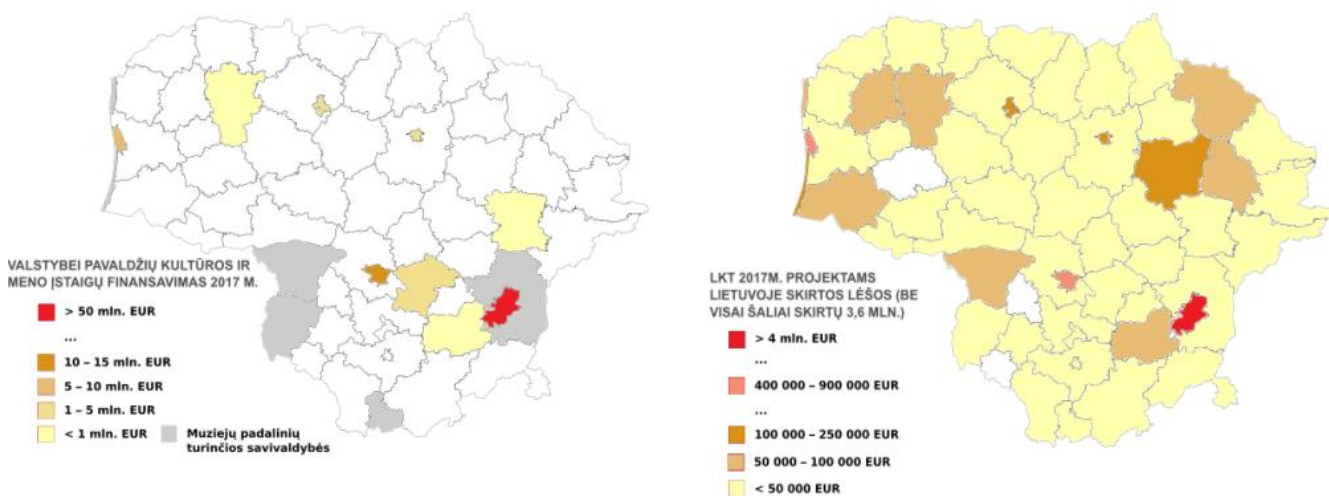 VALSTYBEI PAVALDŽIŲ KULTŪROS IR
MENO ĮSTAIGŲ FINANSAVIMAS 2017 M.
> 50 mln. EUR
...
10 – 15 mln. EUR
5 – 10 mln. EUR
1 – 5 mln. EUR
< 1 mln. EUR
Muziejų padalinių
turinčios savivaldybės
LKT 2017M. PROJEKTAMS
LIETUVOJE SKIRTOS LĖŠOS (BE
VISAI ŠALIAI SKIRTŲ 3,6 MLN.)
> 4 mln. EUR
...
400 000 – 900 000 EUR
...
100 000 – 250 000 EUR
50 000 – 100 000 EUR
< 50 000 EUR